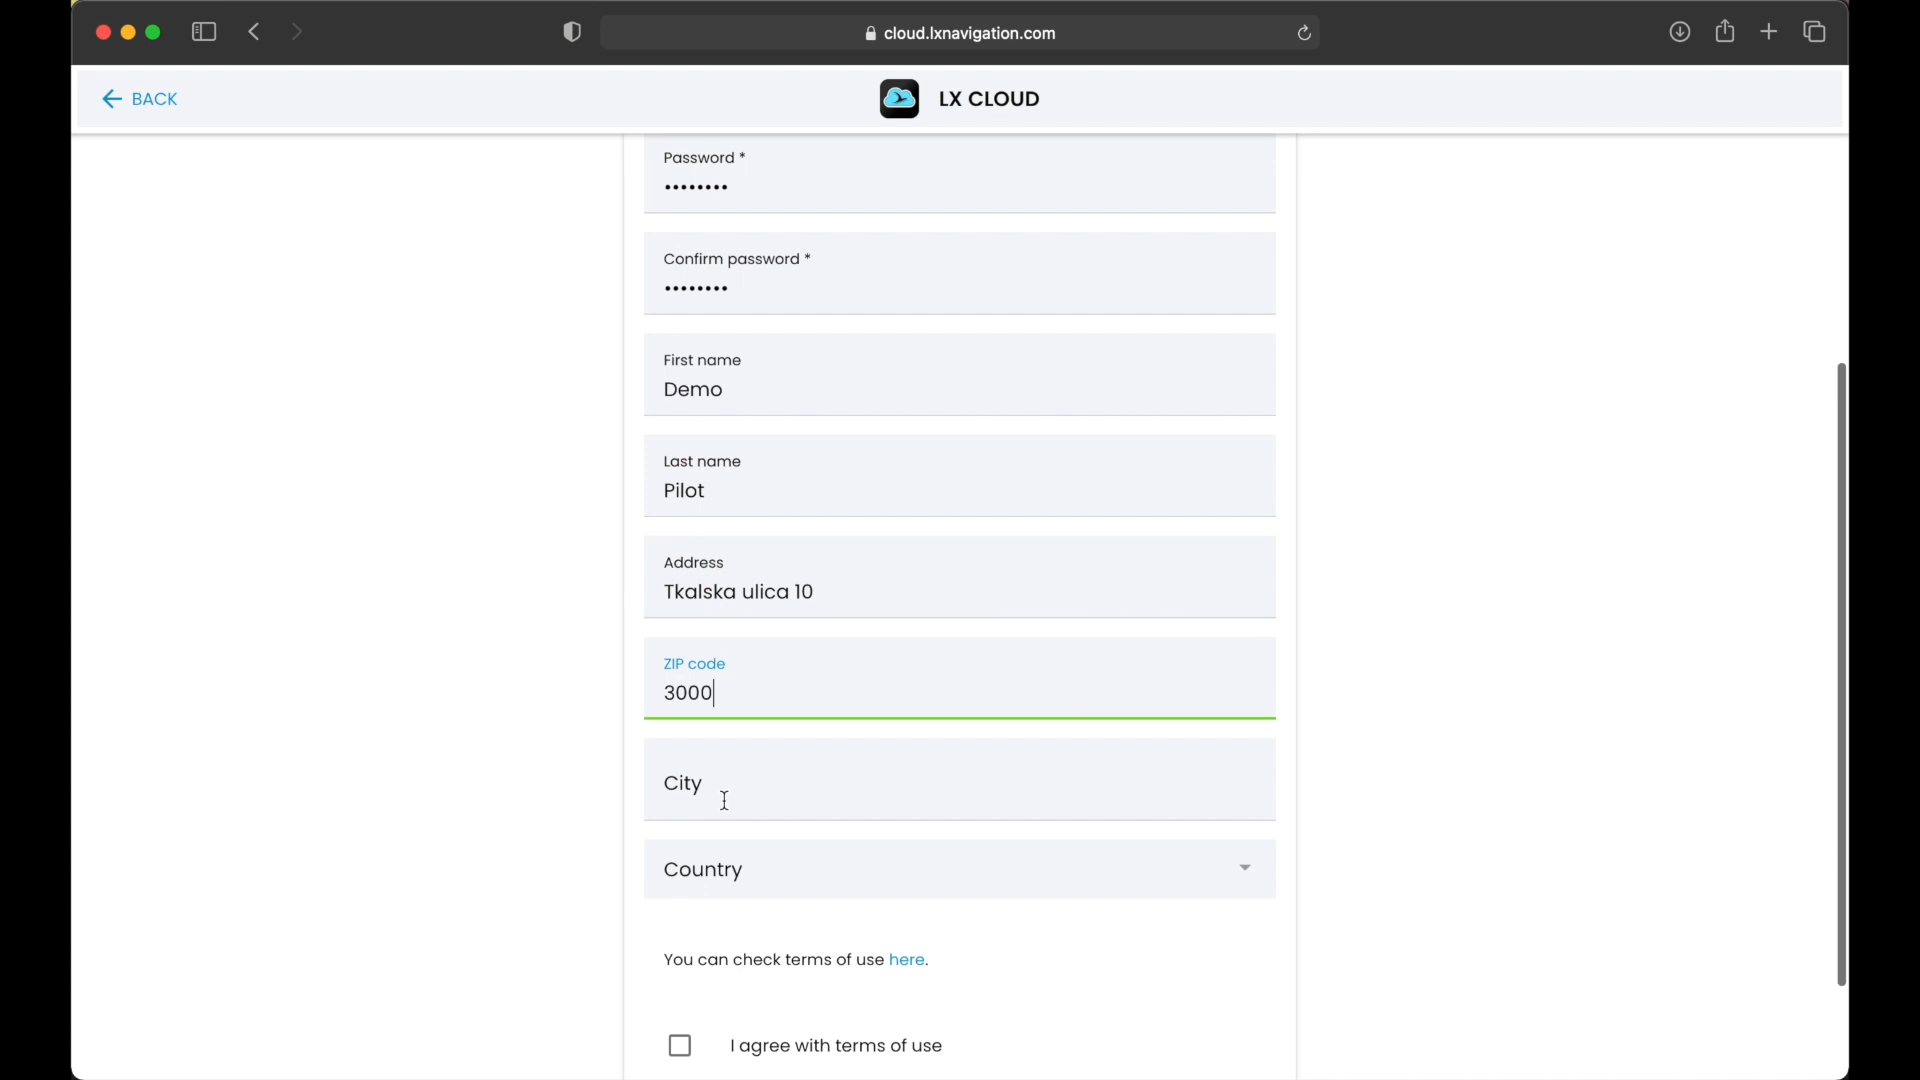 cloud.lxnavigation.com
BACK
LX CLOUD
Password *
••••••••
Confirm password *
••••••••
First name
Demo
Last name
Pilot
Address
Tkalska ulica 10
ZIP code
3000
City
Country
You can check terms of use here.
I agree with terms of use